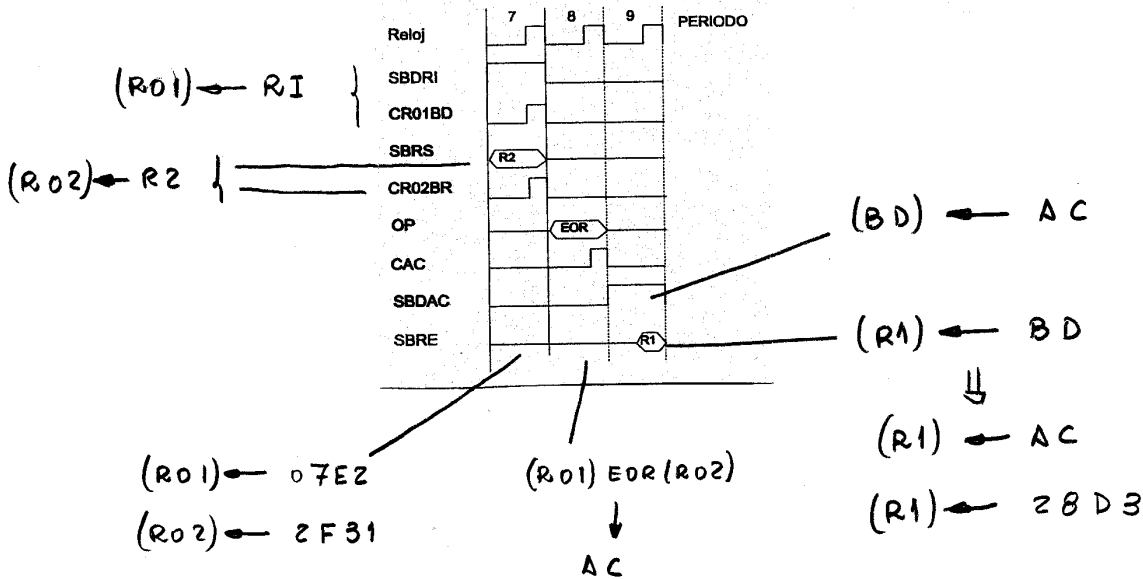 7 8 9 PERIODO
Reloj
SBDRI
(R01) ← RI
CR01BD
SBRS R2
(R02) ← R2
CR02BR
OP EOR
(BD) ← AC
CAC
SBDAC
SBRE R1
(R1) ← BD
⇓
(R1) ← AC
(R01) ← 07E2
(R01) EOR (R02)
(R1) ← 28D3
(R02) ← 2F31
↓
AC